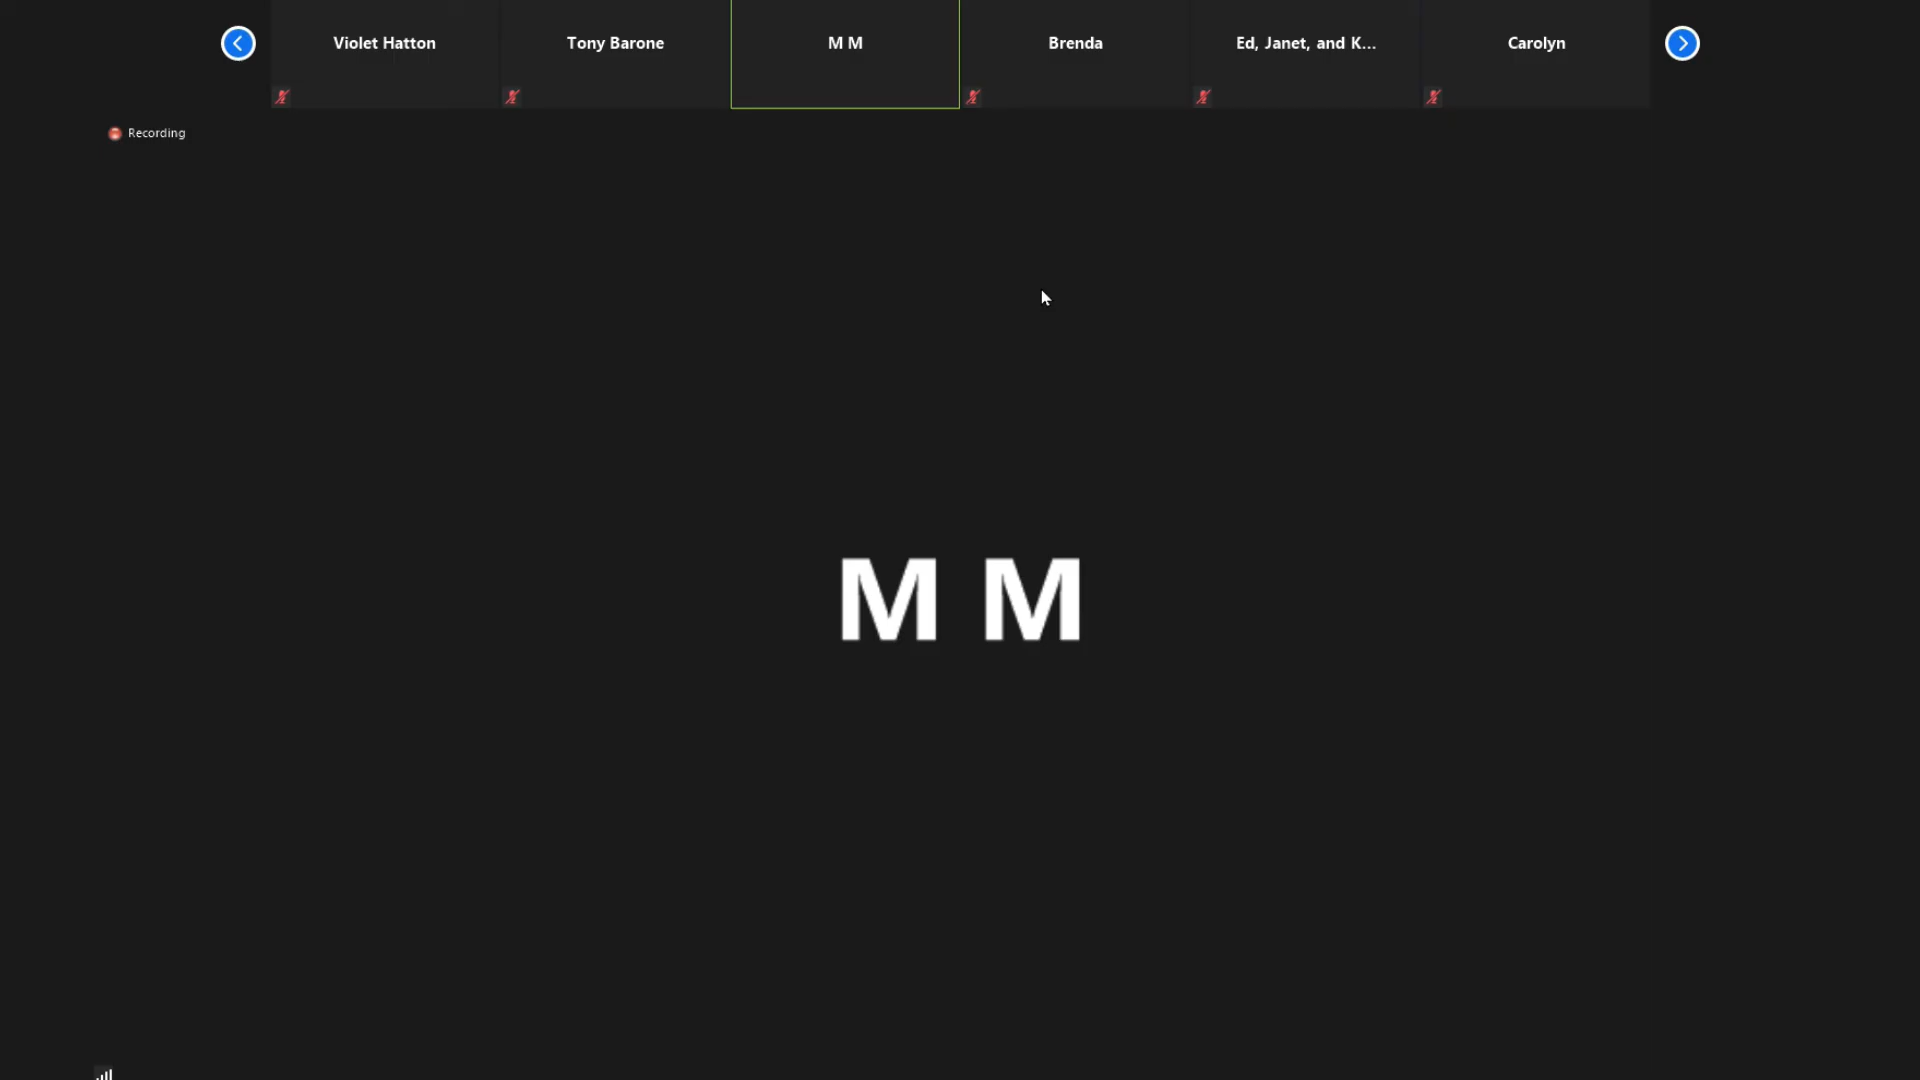 Violet Hatton
Tony Barone
M M
Brenda
Ed, Janet, and K...
Carolyn
Recording
M M